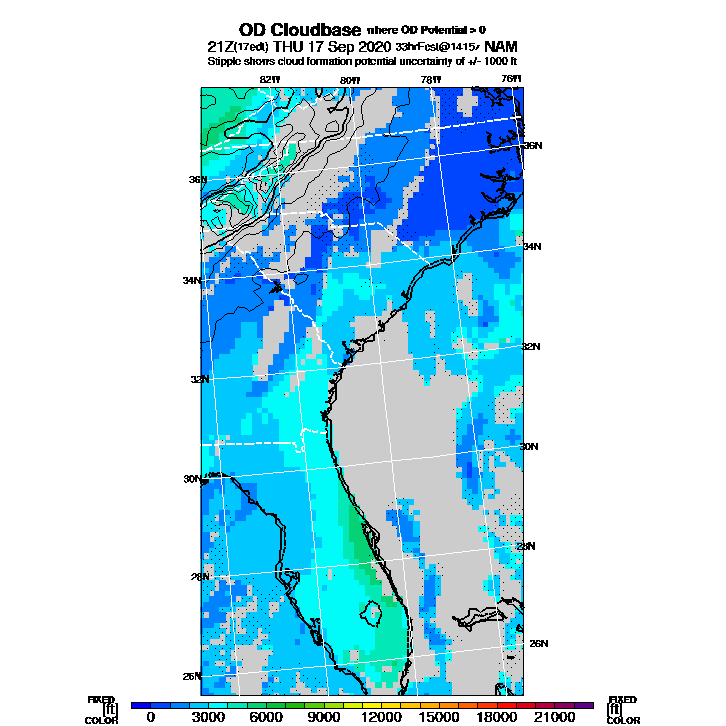 OD Cloudbase where OD Potential > 0
21Z(17edt) THU 17 Sep 2020 33hrFcst@1415z NAM
Stipple shows cloud formation potential uncertainty of +/- 1000 ft
82W 80W 78W 76W
36N 36N
34N 34N
32N 32N
30N 30N
28N 28N
26N 26N
FIXED [ft] COLOR 0 3000 6000 9000 12000 15000 18000 21000 FIXED [ft] COLOR